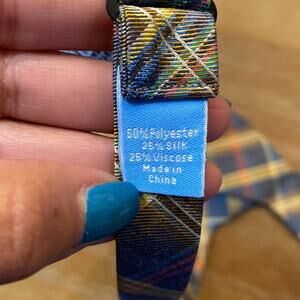 50%Polyester
25% Silk
25% Viscose
Made in
China